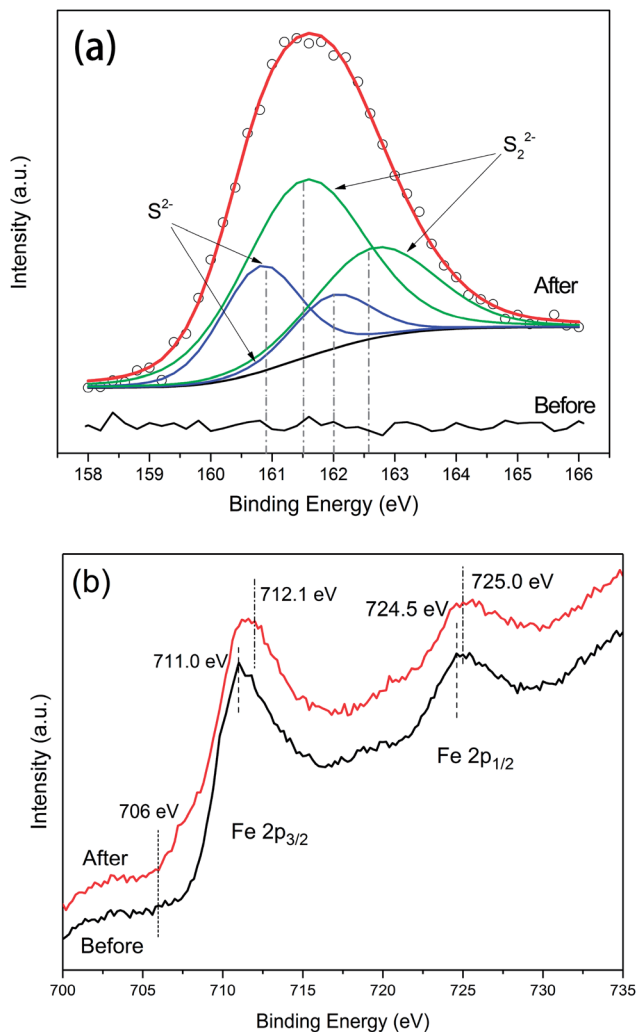 (a)
S₂²⁻
S²⁻
After
Before
Intensity (a.u.)
158 159 160 161 162 163 164 165 166
Binding Energy (eV)
(b)
712.1 eV
725.0 eV
724.5 eV
711.0 eV
706 eV
Fe 2p₁/₂
Fe 2p₃/₂
After
Before
Intensity (a.u.)
700 705 710 715 720 725 730 735
Binding Energy (eV)